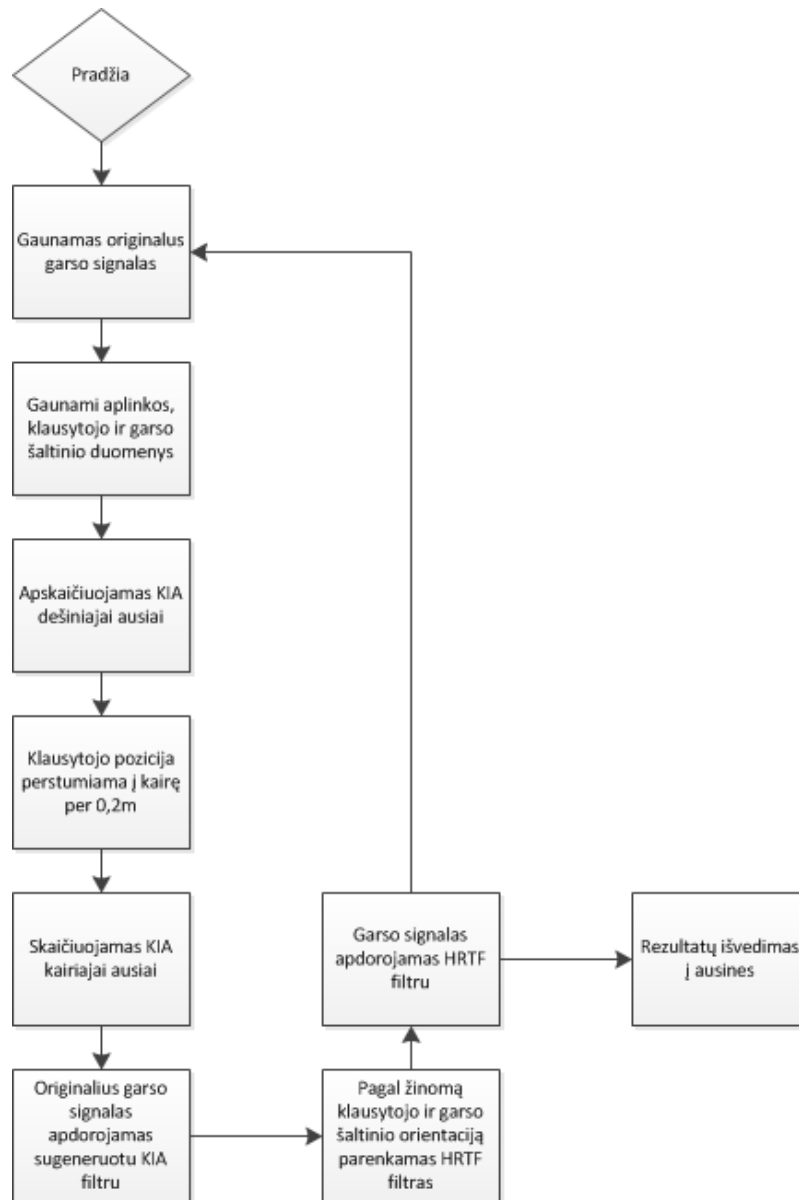 Pradžia
Gaunamas originalus
garso signalas
Gaunami aplinkos,
klausytojo ir garso
šaltinio duomenys
Apskaičiuojamas KIA
dešiniajai ausiai
Klausytojo pozicija
perstumiama į kairę
per 0,2m
Skaičiuojamas KIA
kairiajai ausiai
Originalius garso
signalas
apdorojamas
sugeneruotu KIA
filtru
Pagal žinomą
klausytojo ir garso
šaltinio orientaciją
parenkamas HRTF
filtras
Garso signalas
apdorojamas HRTF
filtru
Rezultatų išvedimas
į ausines